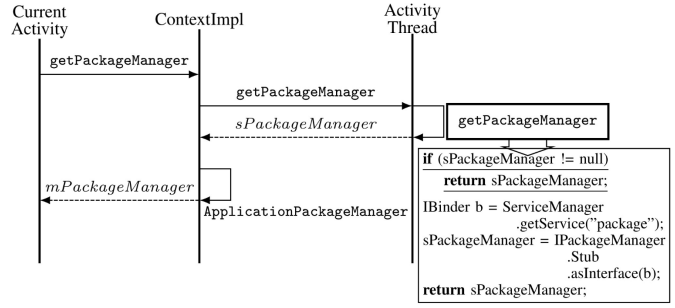 Current
Activity
ContextImpl
Activity
Thread
getPackageManager
getPackageManager
sPackageManager
getPackageManager
mPackageManager
ApplicationPackageManager
if (sPackageManager != null)
return sPackageManager;
IBinder b = ServiceManager
.getService("package");
sPackageManager = IPackageManager
.Stub
.asInterface(b);
return sPackageManager;